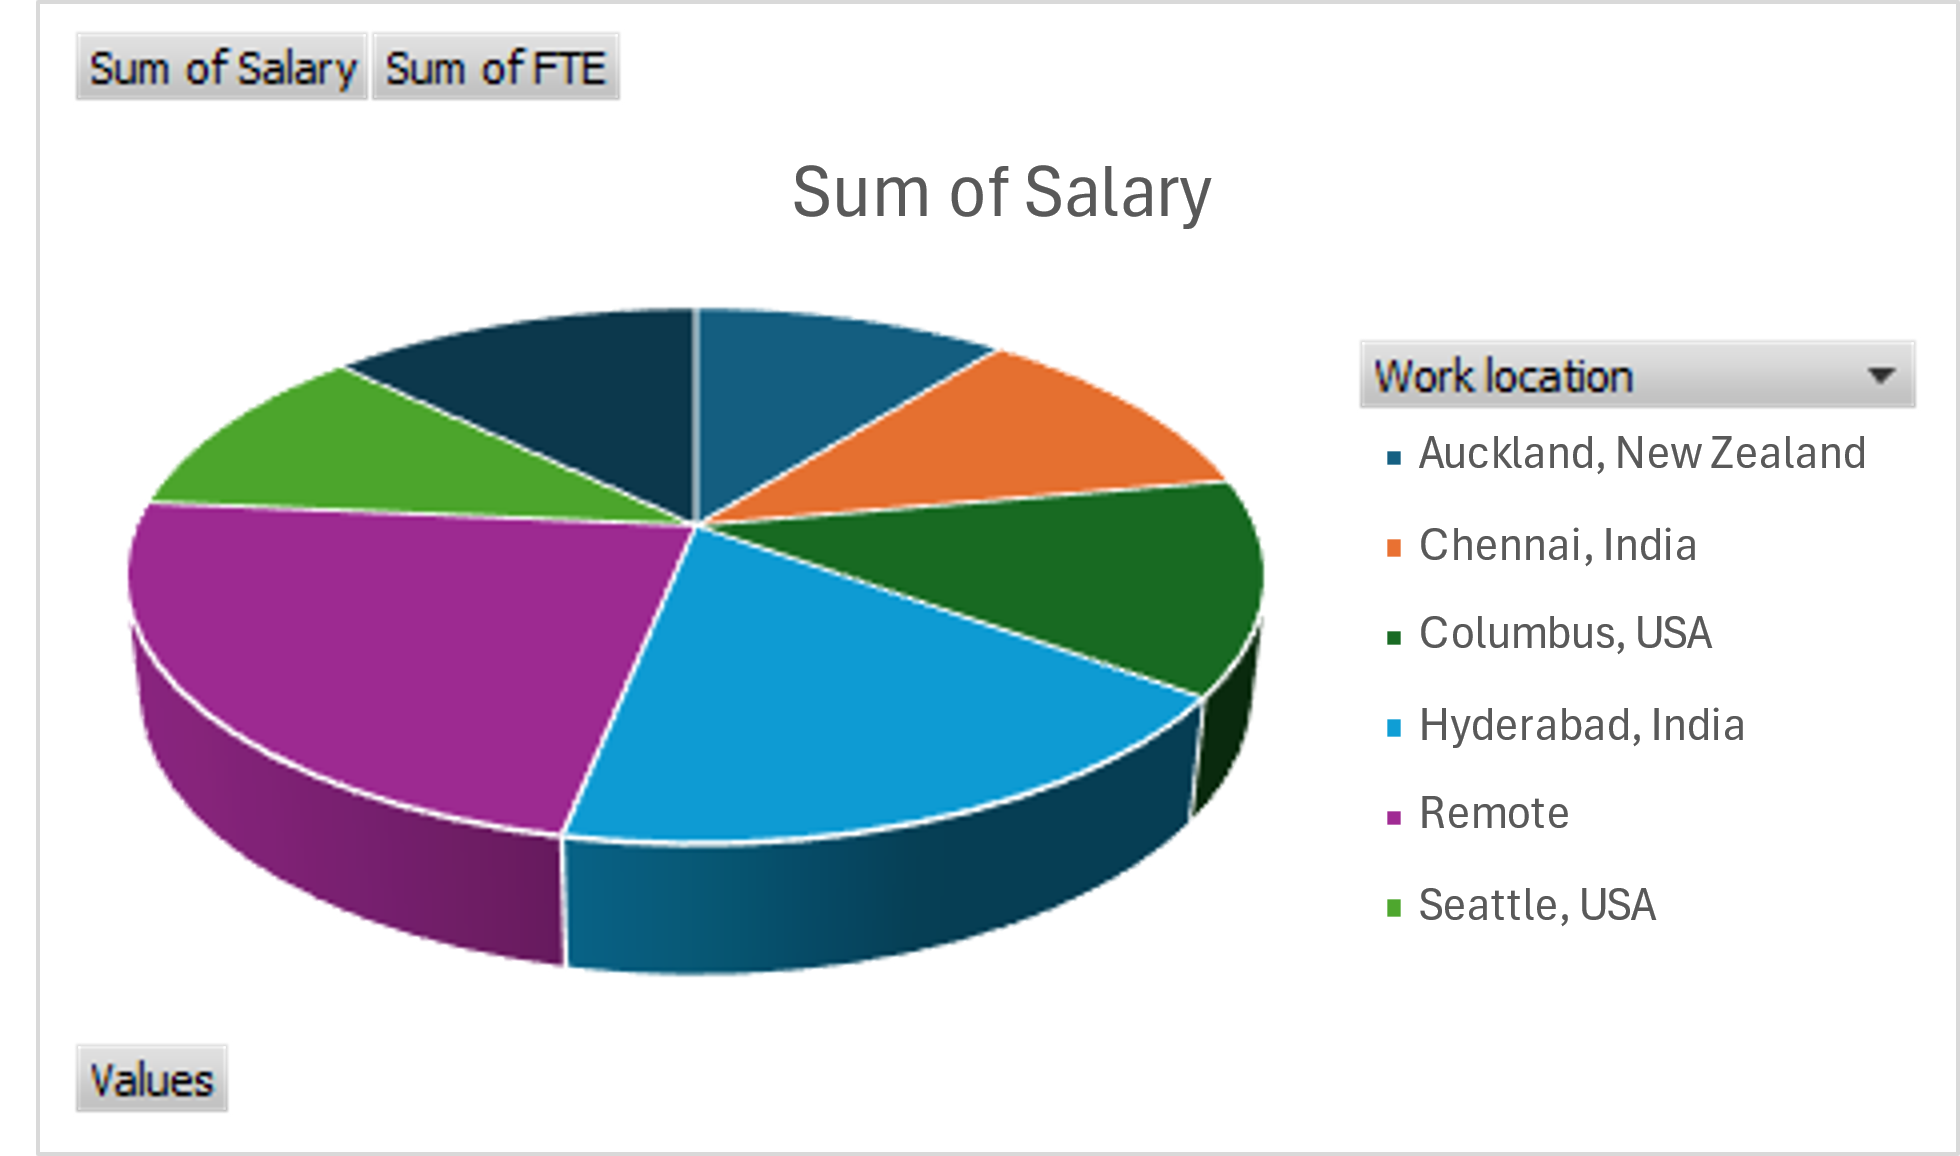 Sum of Salary Sum of FTE
Sum of Salary
Work location
Auckland, New Zealand
Chennai, India
Columbus, USA
Hyderabad, India
Remote
Seattle, USA
Values